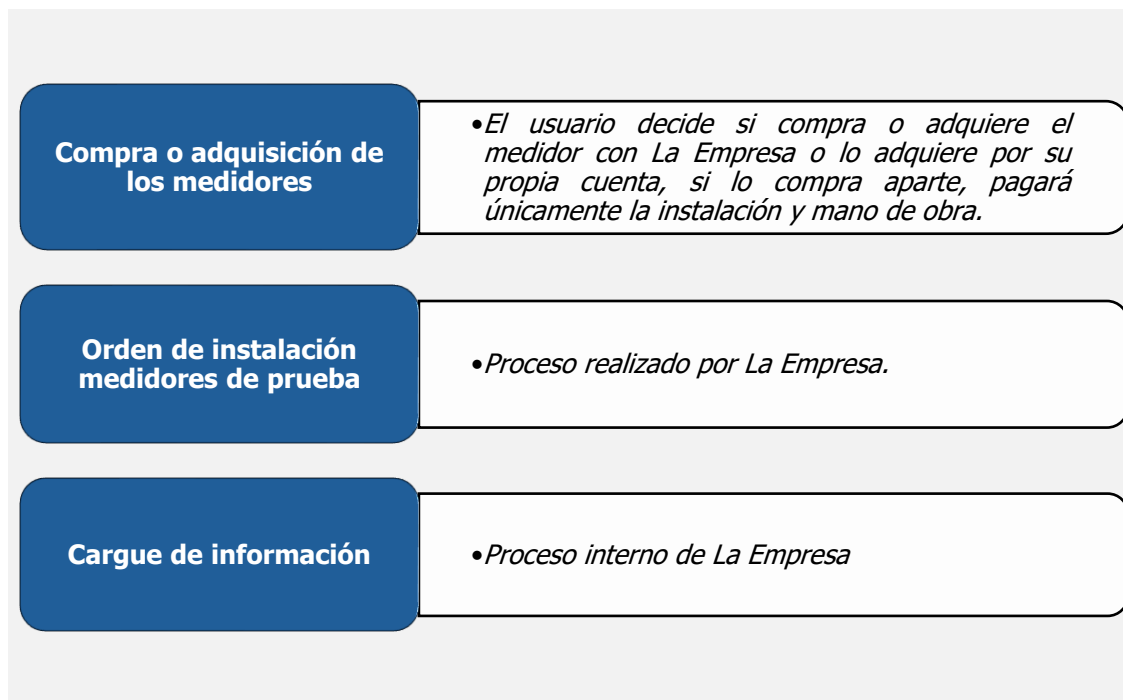 Compra o adquisición de
los medidores
•El usuario decide si compra o adquiere el
medidor con La Empresa o lo adquiere por su
propia cuenta, si lo compra aparte, pagará
únicamente la instalación y mano de obra.
Orden de instalación
medidores de prueba
•Proceso realizado por La Empresa.
Cargue de información
•Proceso interno de La Empresa